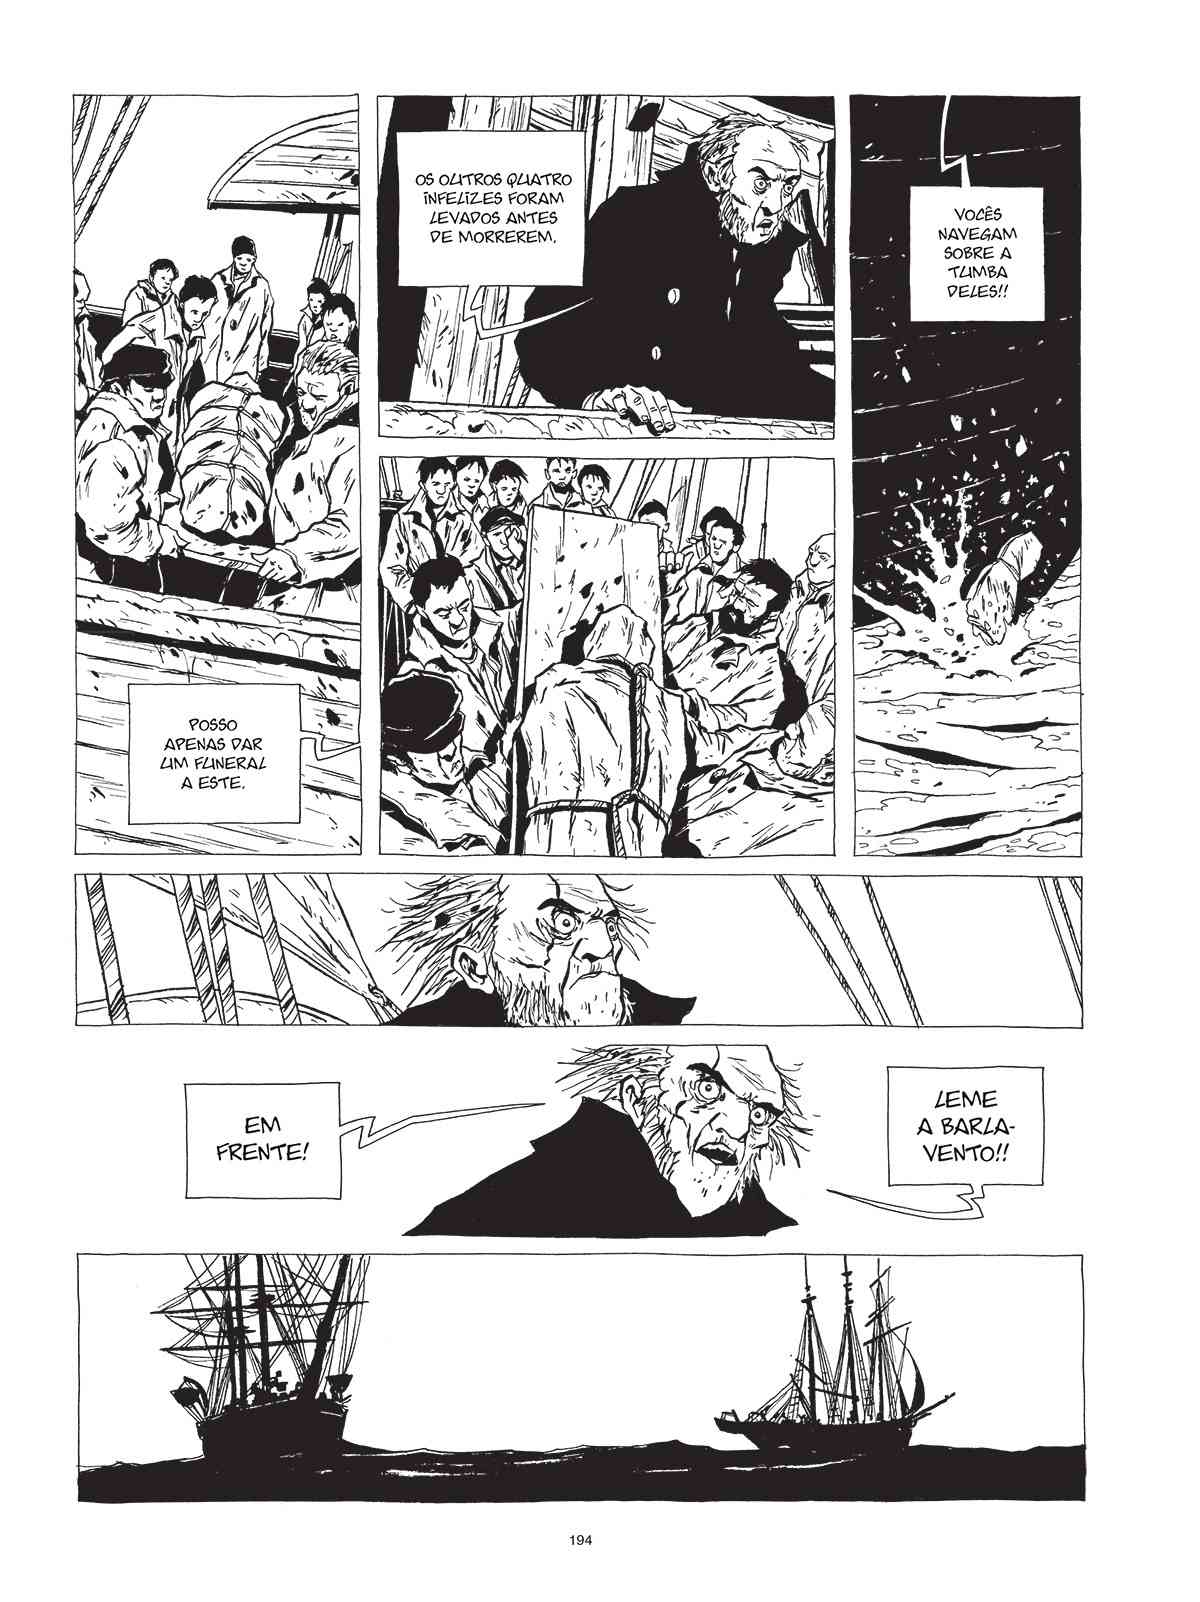 POSSO
APENAS DAR
UM FUNERAL
A ESTE.
OS OUTROS QUATRO
INFELIZES FORAM
LEVADOS ANTES
DE MORREREM.
VOCÊS
NAVEGAM
SOBRE A
TUMBA
DELES!!
EM
FRENTE!
LEME
A BARLA-
VENTO!!
194